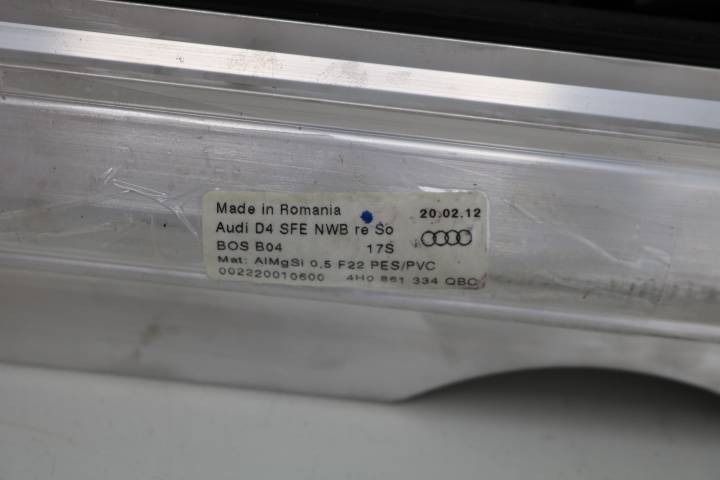 Made in Romania 20.02.12
Audi D4 SFE NWB re So
BOS B04 17S
Mat: AlMgSi 0,5 F22 PES/PVC
002220010600 4H0 861 334 QBC